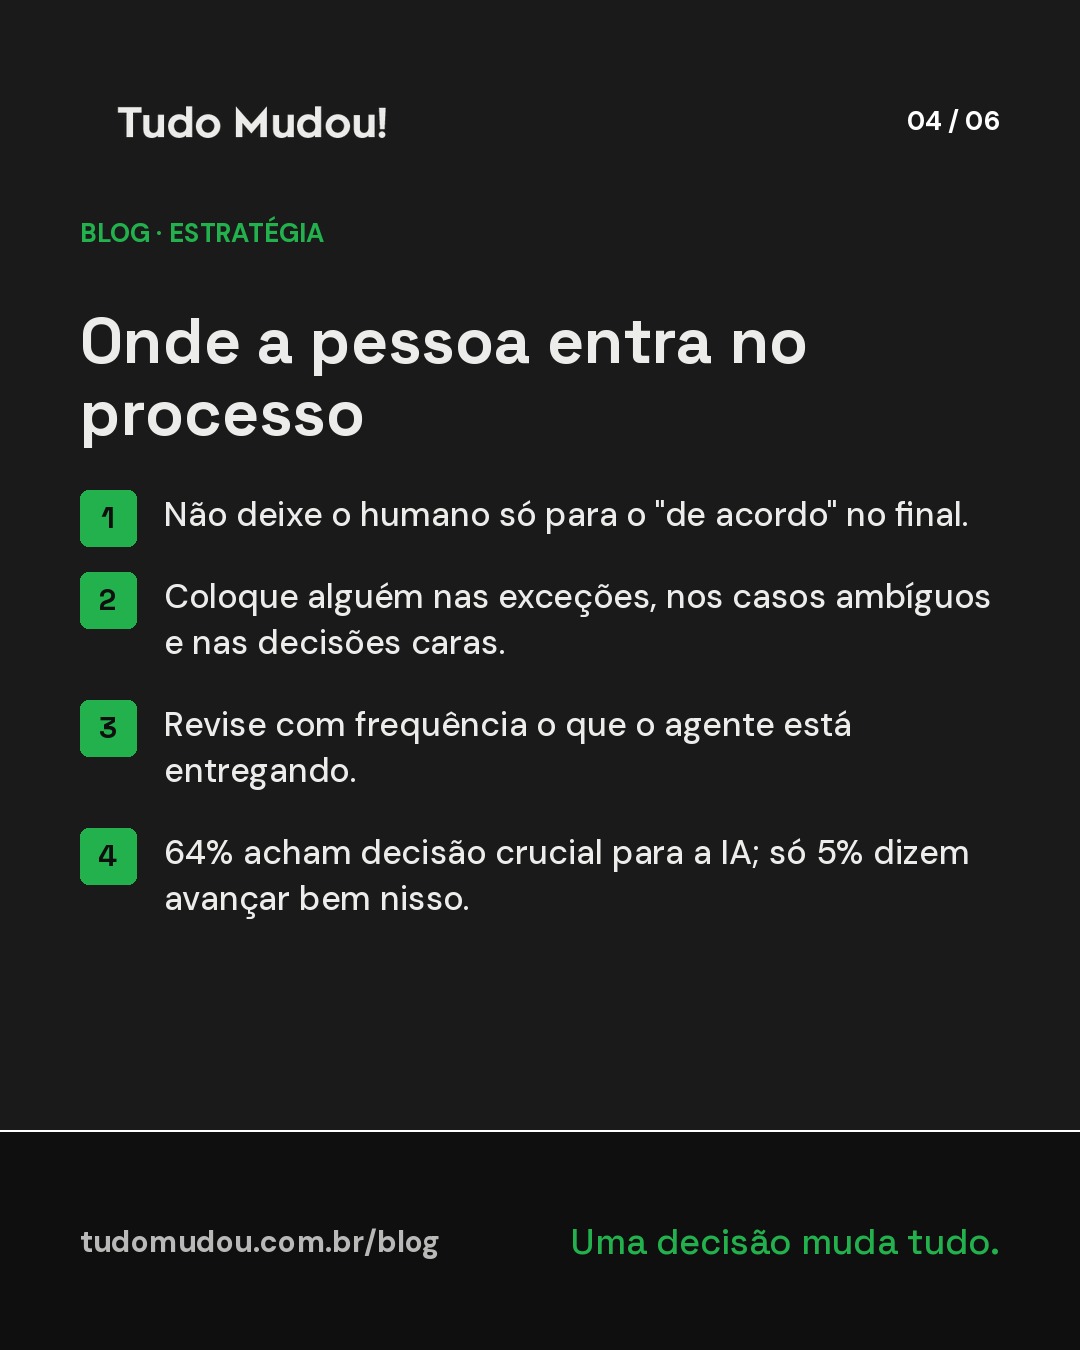 Tudo Mudou!
04 / 06
BLOG · ESTRATÉGIA
Onde a pessoa entra no
processo
1 Não deixe o humano só para o "de acordo" no final.
2 Coloque alguém nas exceções, nos casos ambíguos
e nas decisões caras.
3 Revise com frequência o que o agente está
entregando.
4 64% acham decisão crucial para a IA; só 5% dizem
avançar bem nisso.
tudomudou.com.br/blog
Uma decisão muda tudo.